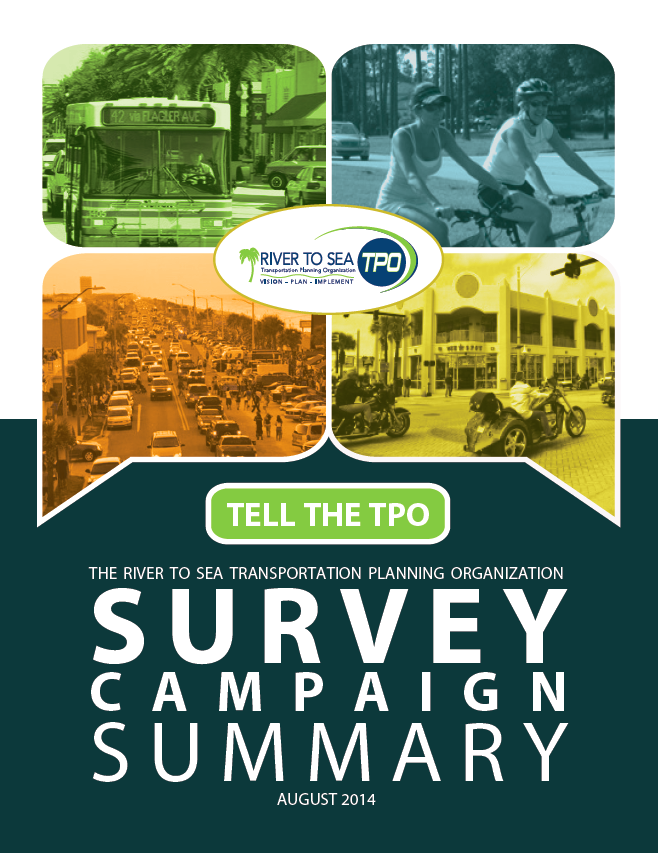 42 via FLAGLER AVE
RIVER TO SEA
Transportation Planning Organization
VISION – PLAN – IMPLEMENT
TPO
TELL THE TPO
THE RIVER TO SEA TRANSPORTATION PLANNING ORGANIZATION
SURVEY
CAMPAIGN
SUMMARY
AUGUST 2014